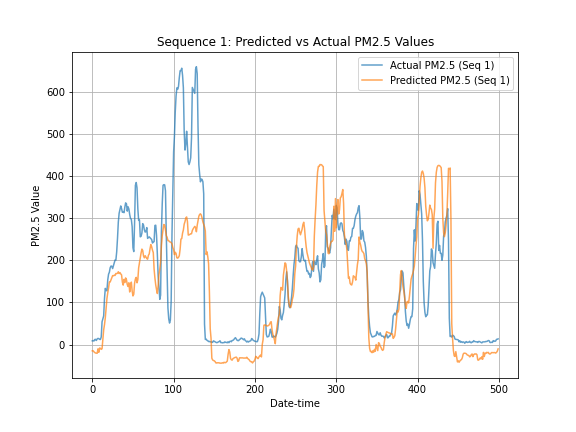 Sequence 1: Predicted vs Actual PM2.5 Values
Actual PM2.5 (Seq 1)
Predicted PM2.5 (Seq 1)
PM2.5 Value
600
500
400
300
200
100
0
0
100
200
300
400
500
Date-time